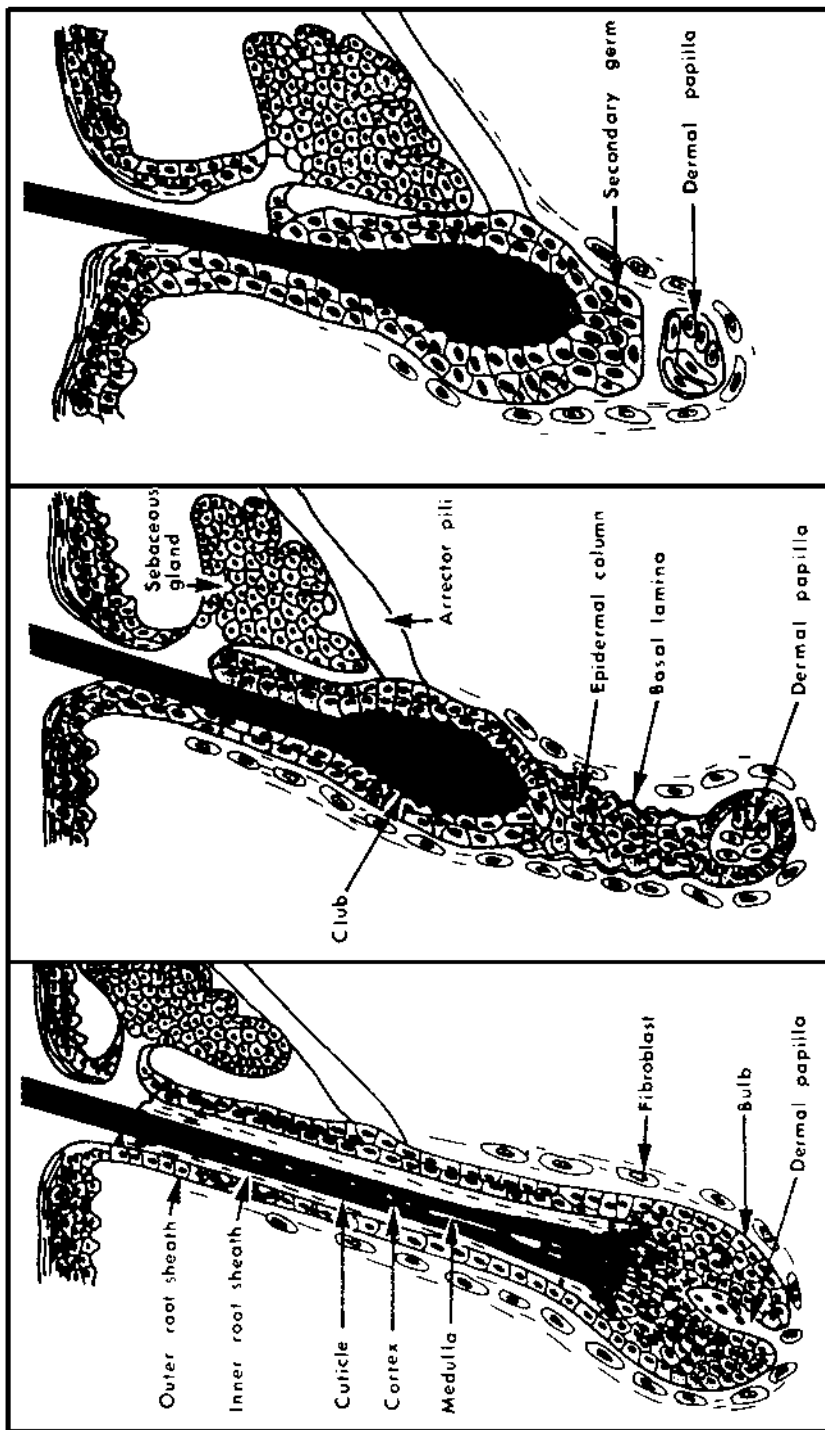 Secondary germ
Dermal papilla
Sebaceous
gland
Arrector pili
Epidermal column
Basal lamina
Dermal papilla
Club
Outer root sheath
Inner root sheath
Cuticle
Cortex
Medulla
Fibroblast
Bulb
Dermal papilla